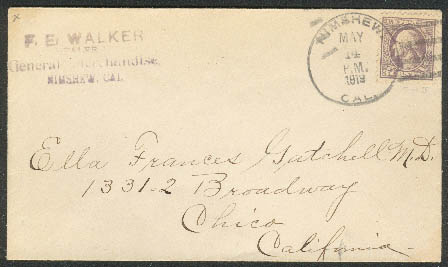 F. E. WALKER
DEALER
General Merchandise,
NIMSHEW, CAL.
NIMSHEW
MAY
14
P.M.
1919
CAL.
Ella Frances Gatchell M.D.
1331-2 Broadway
Chico
California.